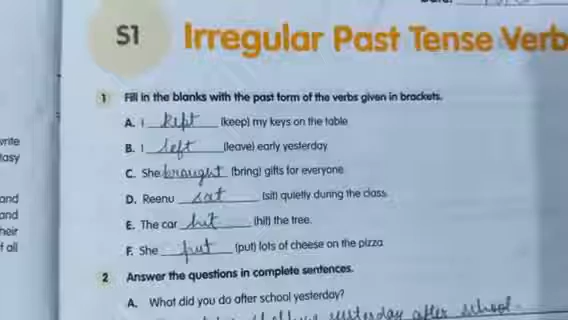 S1 Irregular Past Tense Verb
1 Fill in the blanks with the past form of the verbs given in brackets.
A. I kept (keep) my keys on the table
B. I left (leave) early yesterday
C. She brought (bring) gifts for everyone
D. Reenu sat (sit) quietly during the class.
E. The car hit (hit) the tree.
F. She put (put) lots of cheese on the pizza
2 Answer the questions in complete sentences.
A. What did you do after school yesterday?
yesterday after school.
write
tasy
and
and
heir
f all